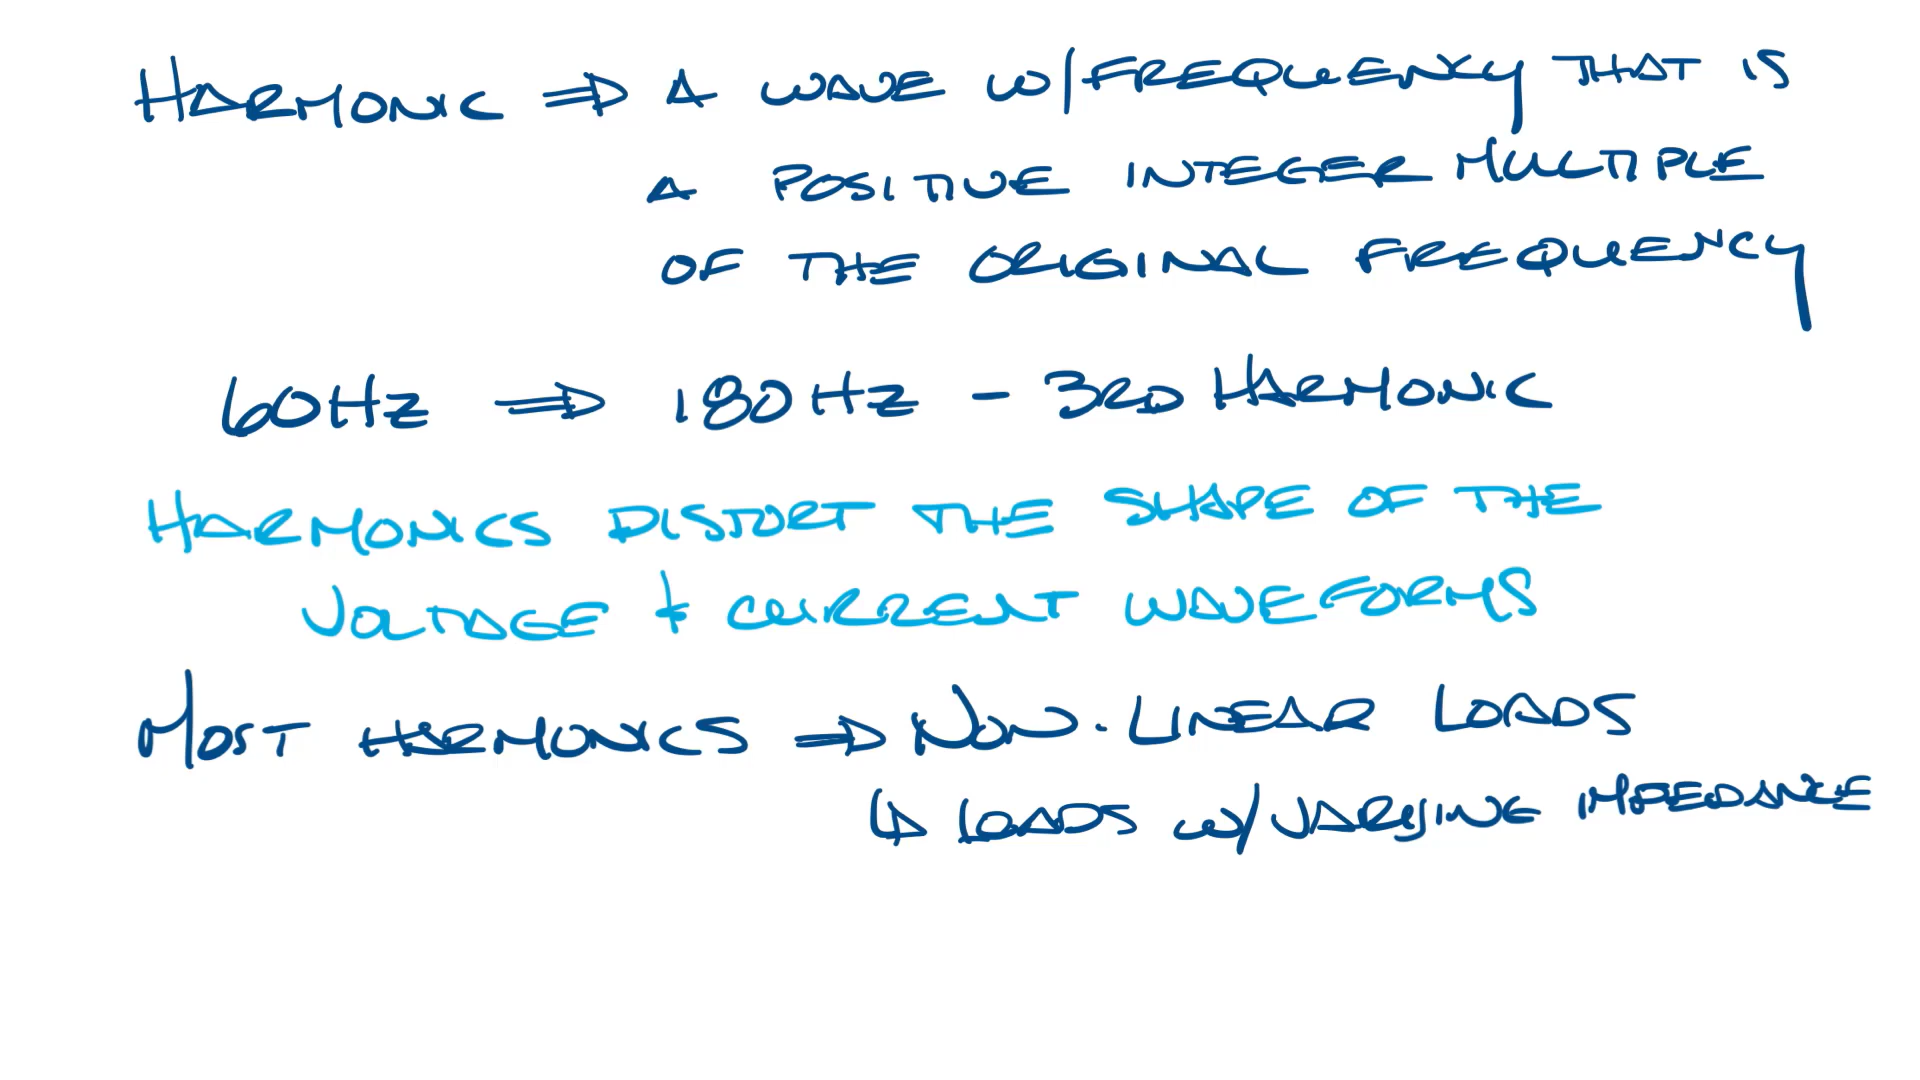 HARMONIC ⇒ A WAVE W/FREQUENCY THAT IS
A POSITIVE INTEGER MULTIPLE
OF THE ORIGINAL FREQUENCY
60HZ ⇒ 180HZ - 3RD HARMONIC
HARMONICS DISTORT THE SHAPE OF THE
VOLTAGE & CURRENT WAVEFORMS
MOST HARMONICS ⇒ NON-LINEAR LOADS
↳ LOADS W/VARYING IMPEDANCE